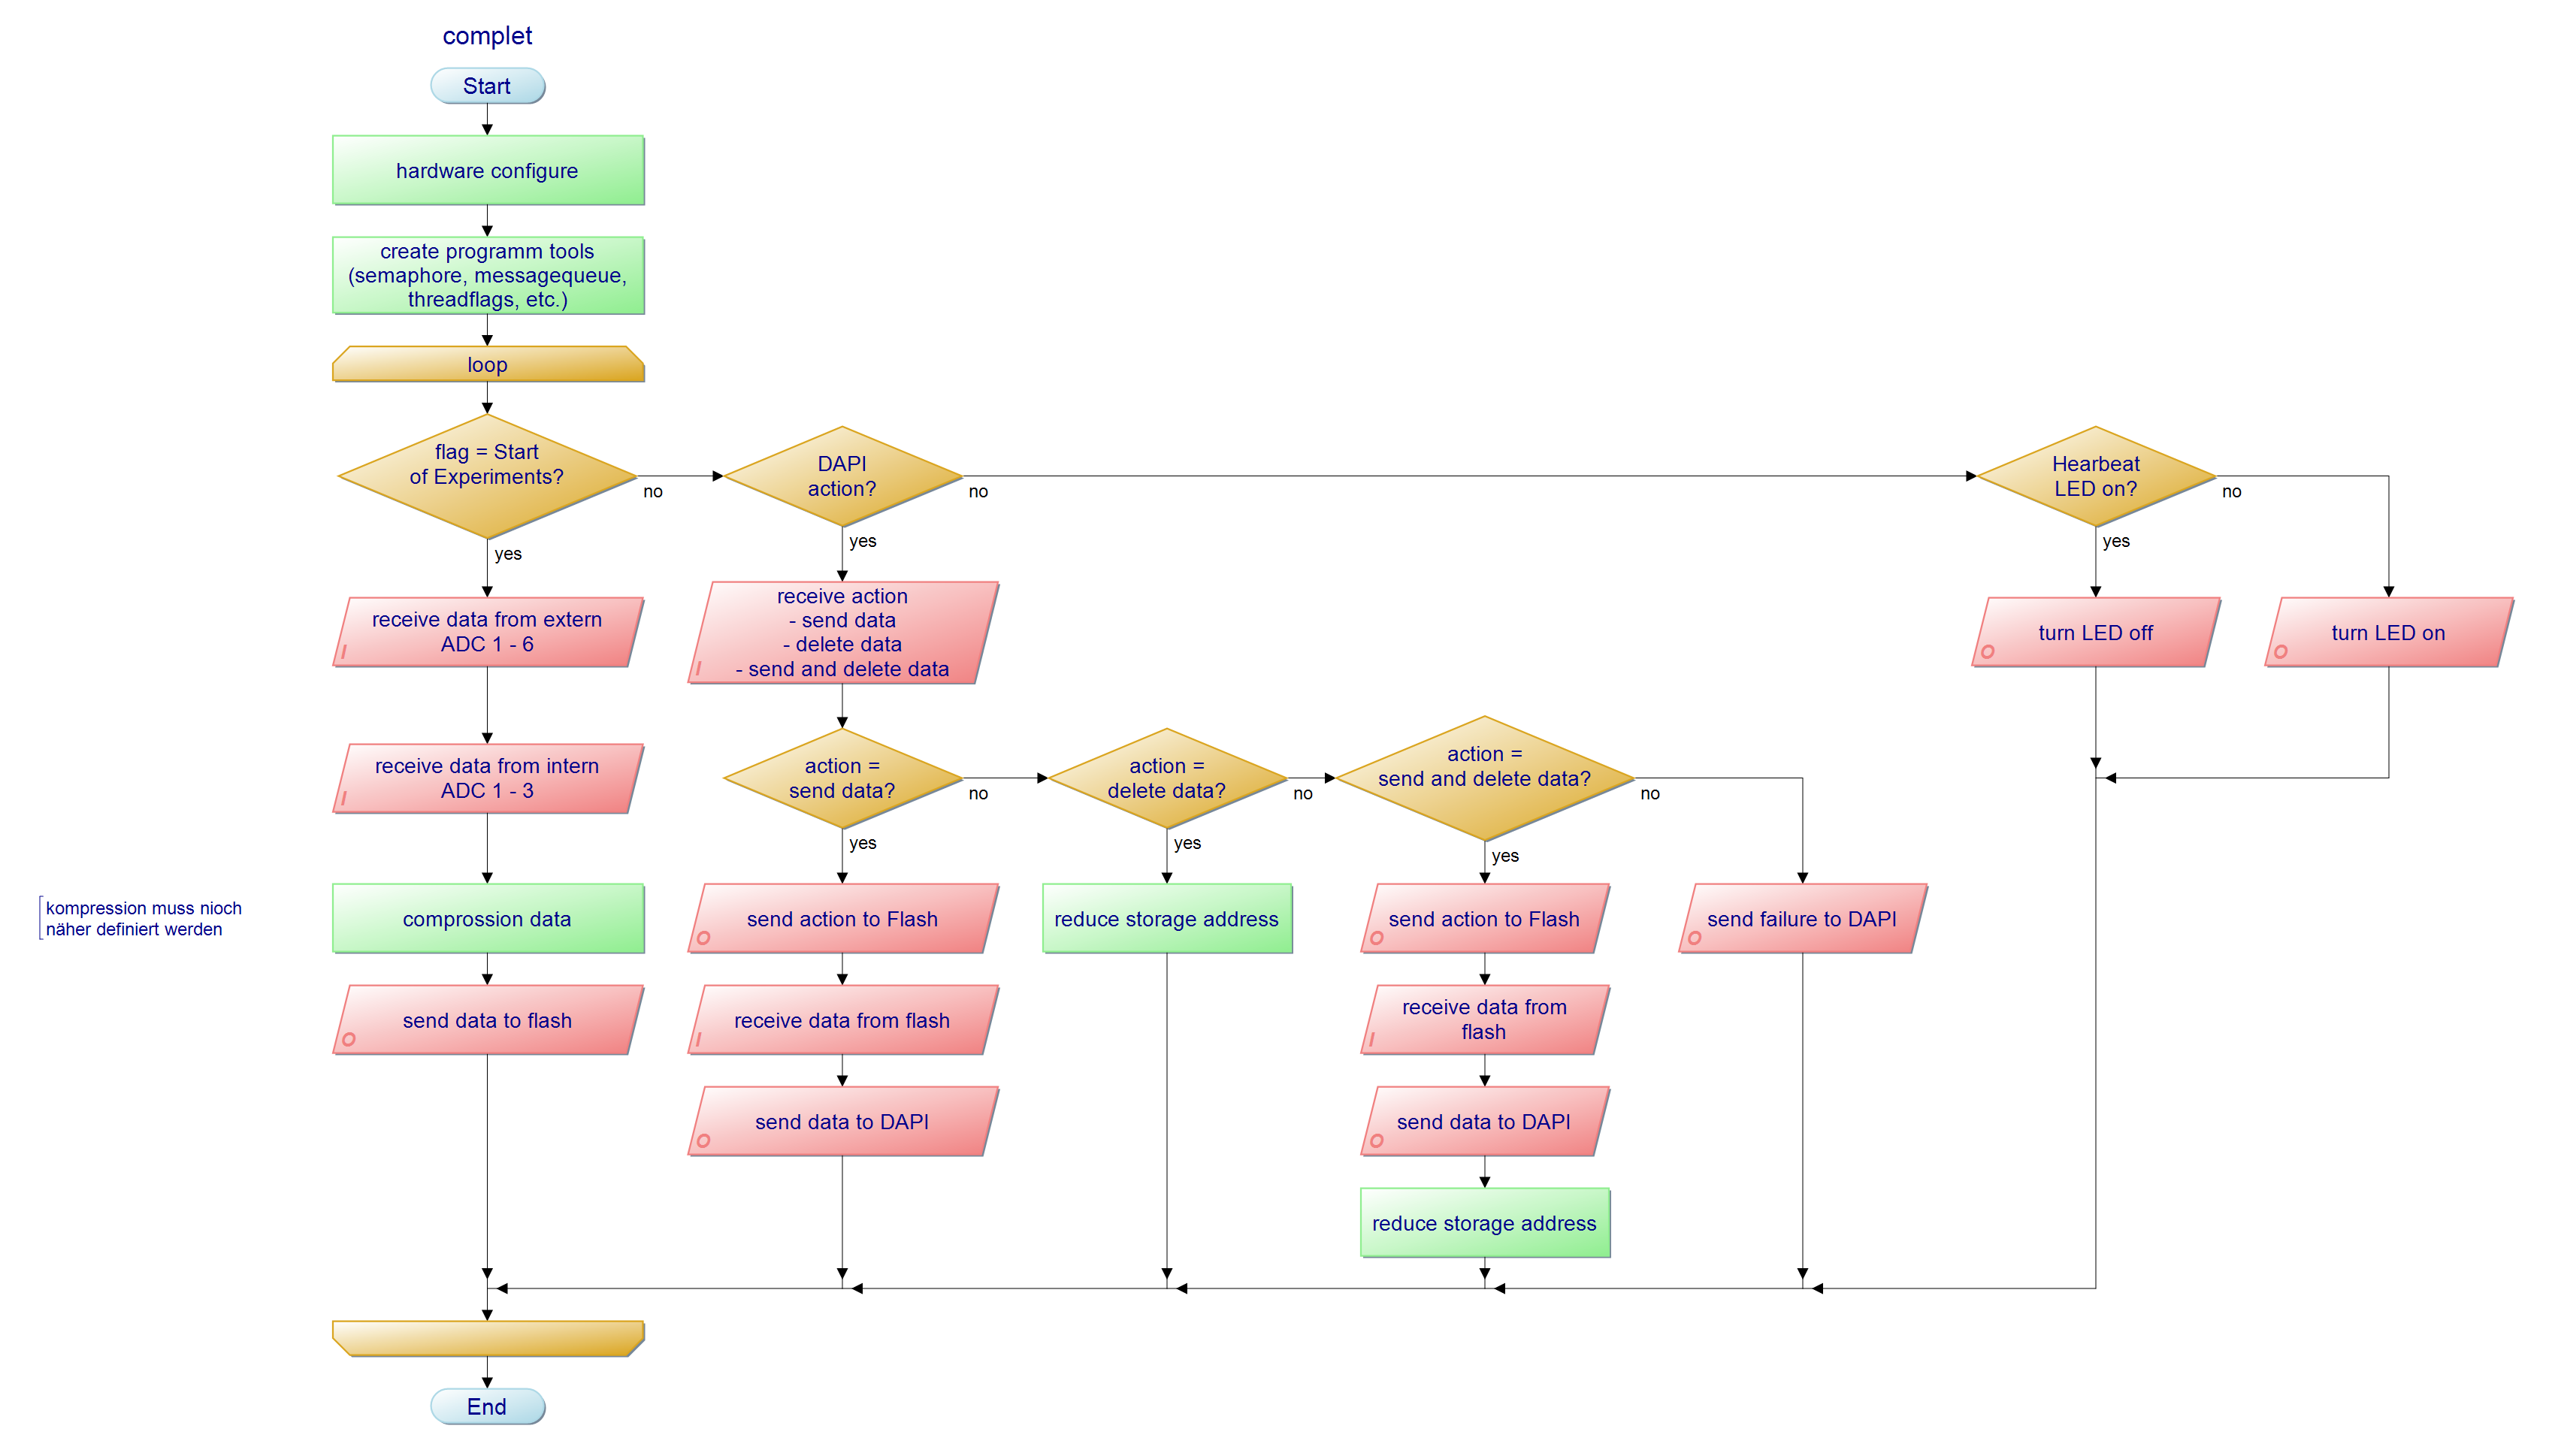 complet
Start
hardware configure
create programm tools
(semaphore, messagequeue,
threadflags, etc.)
loop
flag = Start
of Experiments?
no
yes
DAPI
action?
no
yes
Hearbeat
LED on?
no
yes
receive data from extern
ADC 1 - 6
I
receive action
- send data
- delete data
- send and delete data
I
turn LED off
O
turn LED on
O
receive data from intern
ADC 1 - 3
I
action =
send data?
no
yes
action =
delete data?
no
yes
action =
send and delete data?
no
yes
kompression muss nioch
näher definiert werden
comprossion data
send action to Flash
O
reduce storage address
send action to Flash
O
send failure to DAPI
O
send data to flash
O
receive data from flash
I
receive data from
flash
I
send data to DAPI
O
send data to DAPI
O
reduce storage address
End